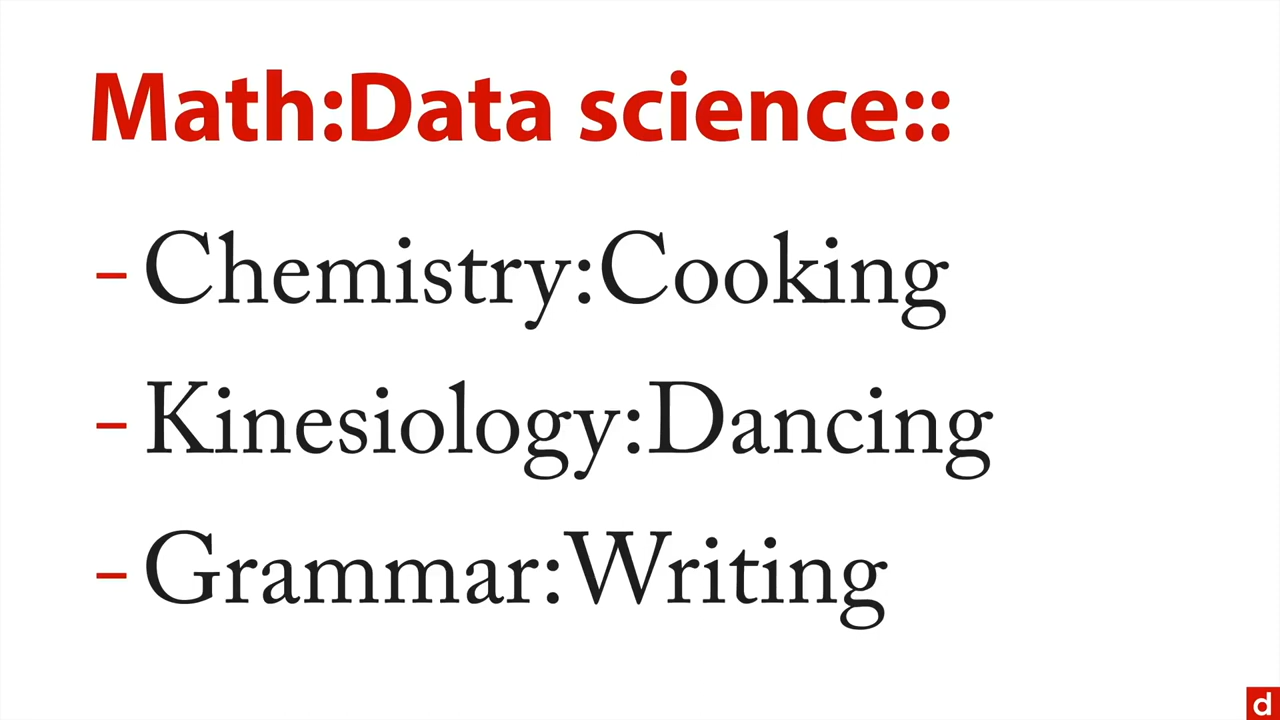 Math:Data science::
– Chemistry:Cooking
– Kinesiology:Dancing
– Grammar:Writing
d